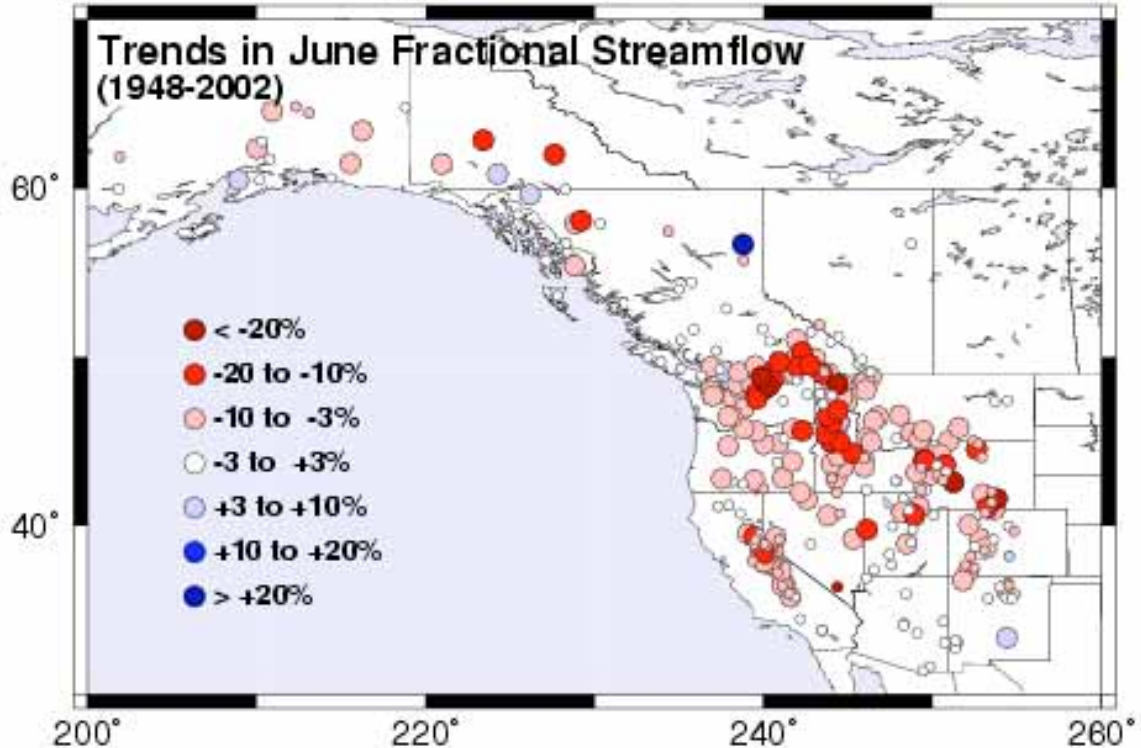 Trends in June Fractional Streamflow
(1948-2002)
60°
40°
< -20%
-20 to -10%
-10 to -3%
-3 to +3%
+3 to +10%
+10 to +20%
> +20%
200° 220° 240° 260°